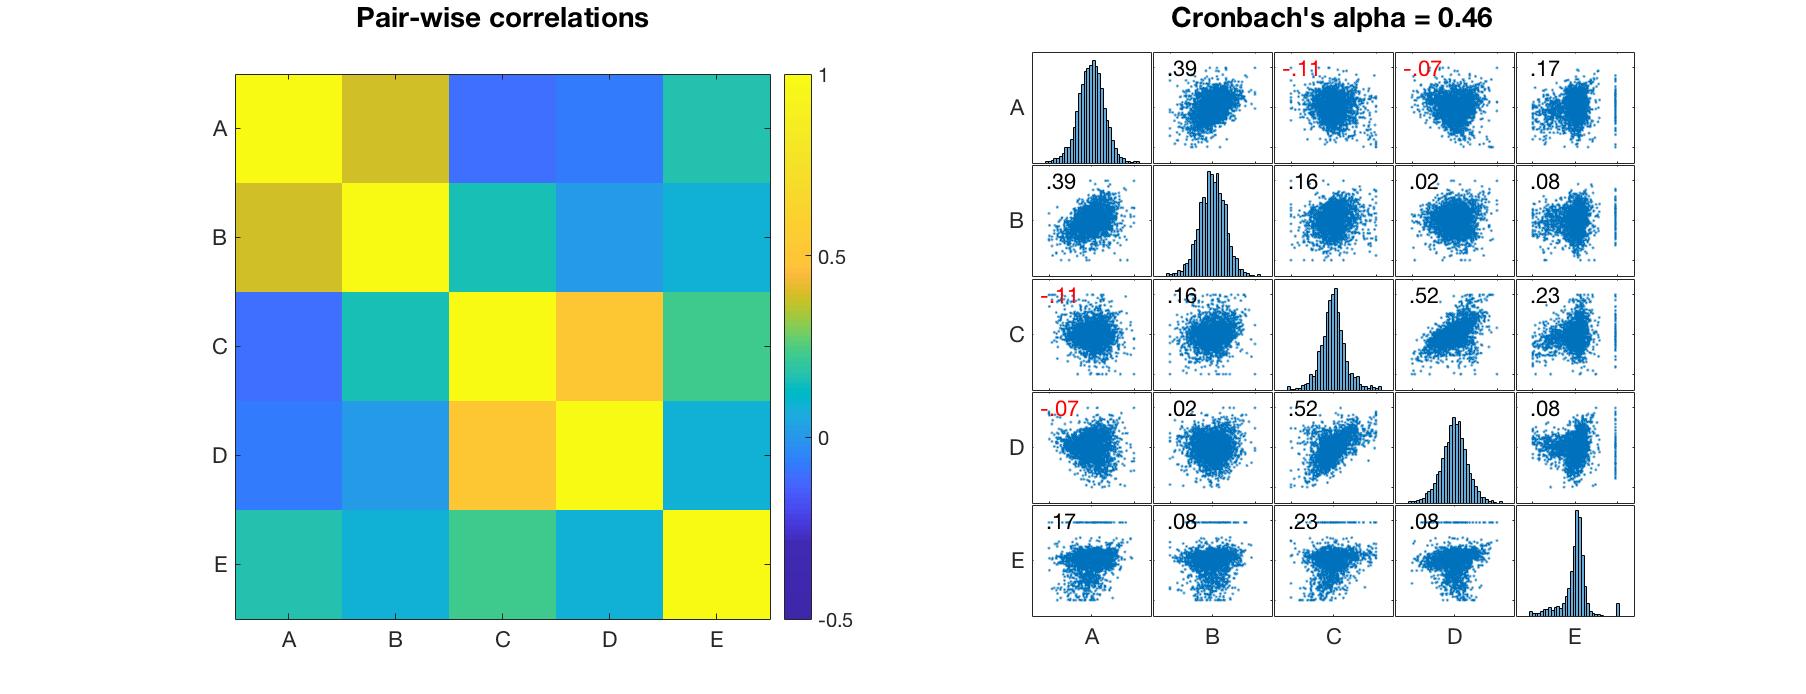 Pair-wise correlations
A
B
C
D
E
A B C D E
1
0.5
0
-0.5
Cronbach's alpha = 0.46
A .39 -.11 -.07 .17
B .39 .16 .02 .08
C -.11 .16 .52 .23
D -.07 .02 .52 .08
E .17 .08 .23 .08
A B C D E